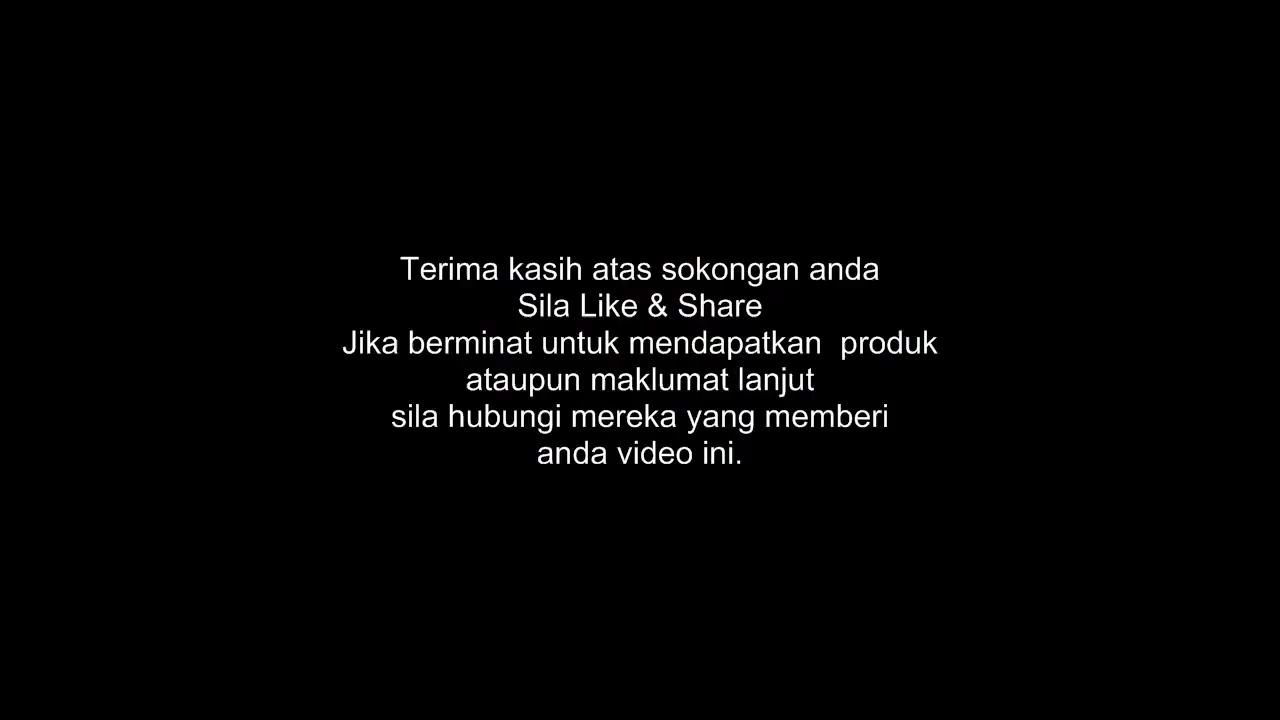 Terima kasih atas sokongan anda
Sila Like & Share
Jika berminat untuk mendapatkan  produk
ataupun maklumat lanjut
sila hubungi mereka yang memberi
anda video ini.